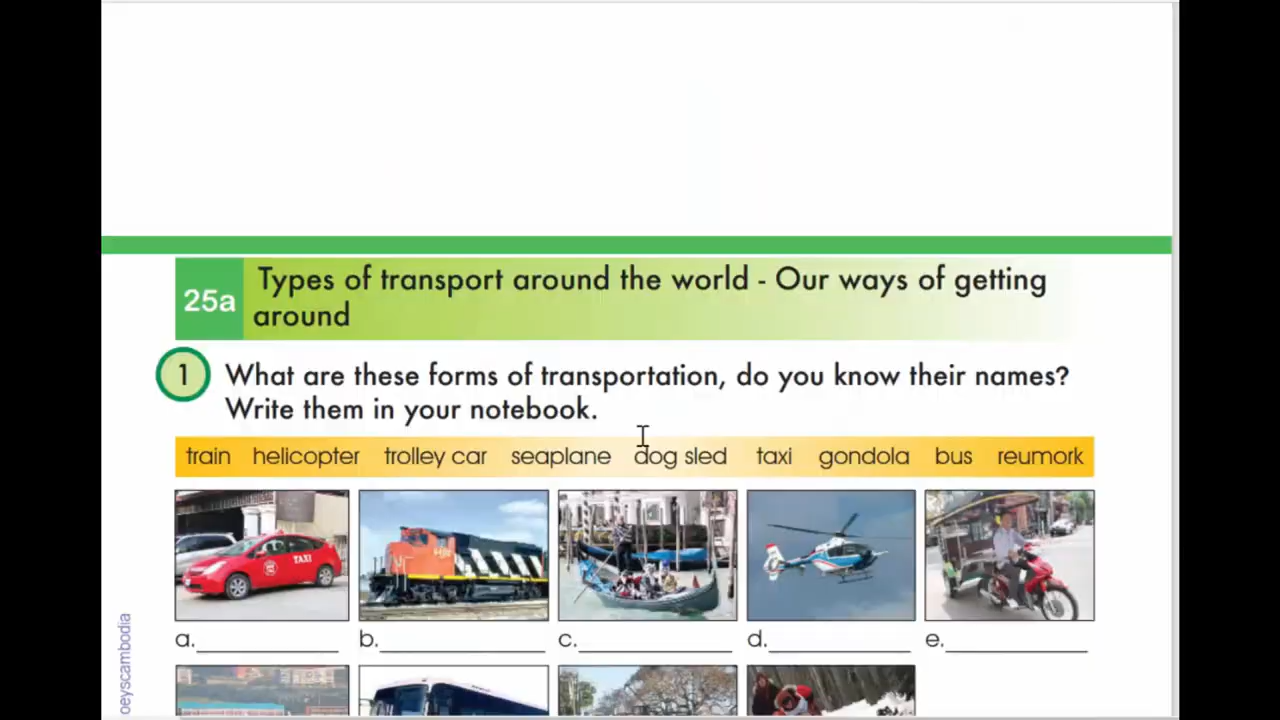 25a
Types of transport around the world - Our ways of getting
around
1
What are these forms of transportation, do you know their names?
Write them in your notebook.
train helicopter trolley car seaplane dog sled taxi gondola bus reumork
TAXI
a.
b.
c.
d.
e.
oeyscambodia